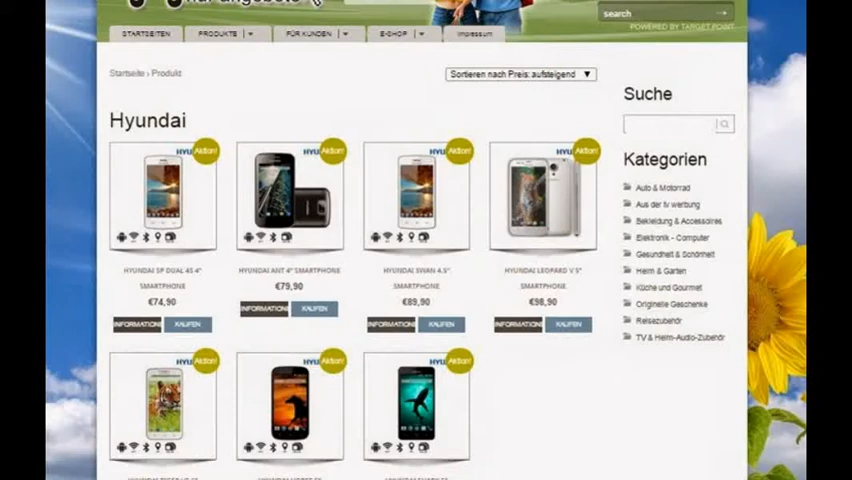 search →
POWERED BY TARGET POINT
STARTSEITEN
PRODUKTE
FÜR KUNDEN
E-SHOP
Impressum
Startseite › Produkt
Sortieren nach Preis: aufsteigend
Suche
Hyundai
Kategorien
Aktion!
Aktion!
Aktion!
Aktion!
Auto & Motorrad
Aus der tv werbung
Bekleidung & Accessoires
Elektronik - Computer
Gesundheit & Schönheit
Heim & Garten
Küche und Gourmet
Originelle Geschenke
Reisezubehör
TV & Heim-Audio-Zubehör
HYUNDAI SP DUAL 4S 4"
SMARTPHONE
€74,90
INFORMATION
KAUFEN
HYUNDAI ANT 4" SMARTPHONE
€79,90
INFORMATION
KAUFEN
HYUNDAI SWAN 4.5"
SMARTPHONE
€89,90
INFORMATION
KAUFEN
HYUNDAI LEOPARD V 5"
SMARTPHONE
€98,90
INFORMATION
KAUFEN
Aktion!
Aktion!
Aktion!